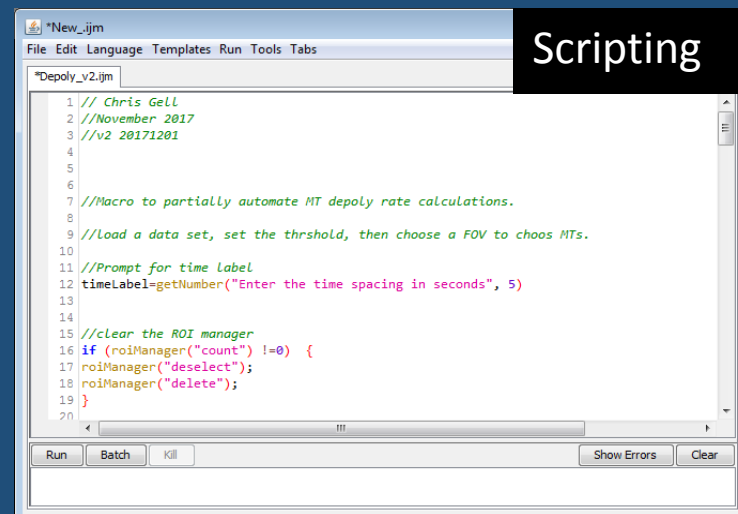 *New_.ijm
Scripting
File Edit Language Templates Run Tools Tabs
*Depoly_v2.ijm
1 // Chris Gell
2 //November 2017
3 //v2 20171201
4
5
6
7 //Macro to partially automate MT depoly rate calculations.
8
9 //load a data set, set the thrshold, then choose a FOV to choos MTs.
10
11 //Prompt for time label
12 timeLabel=getNumber("Enter the time spacing in seconds", 5)
13
14
15 //clear the ROI manager
16 if (roiManager("count") !=0) {
17 roiManager("deselect");
18 roiManager("delete");
19 }
20
Run Batch Kill Show Errors Clear